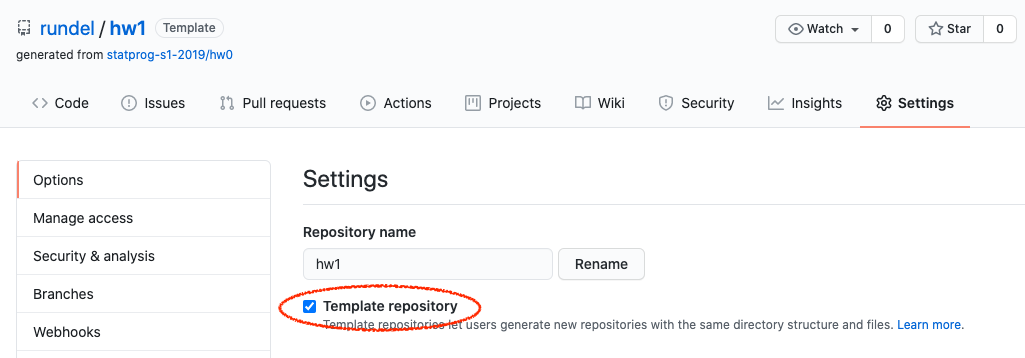 rundel / hw1 Template Watch 0 Star 0
generated from statprog-s1-2019/hw0
Code Issues Pull requests Actions Projects Wiki Security Insights Settings
Options
Manage access
Security & analysis
Branches
Webhooks
Settings
Repository name
hw1 Rename
Template repository
Template repositories let users generate new repositories with the same directory structure and files. Learn more.